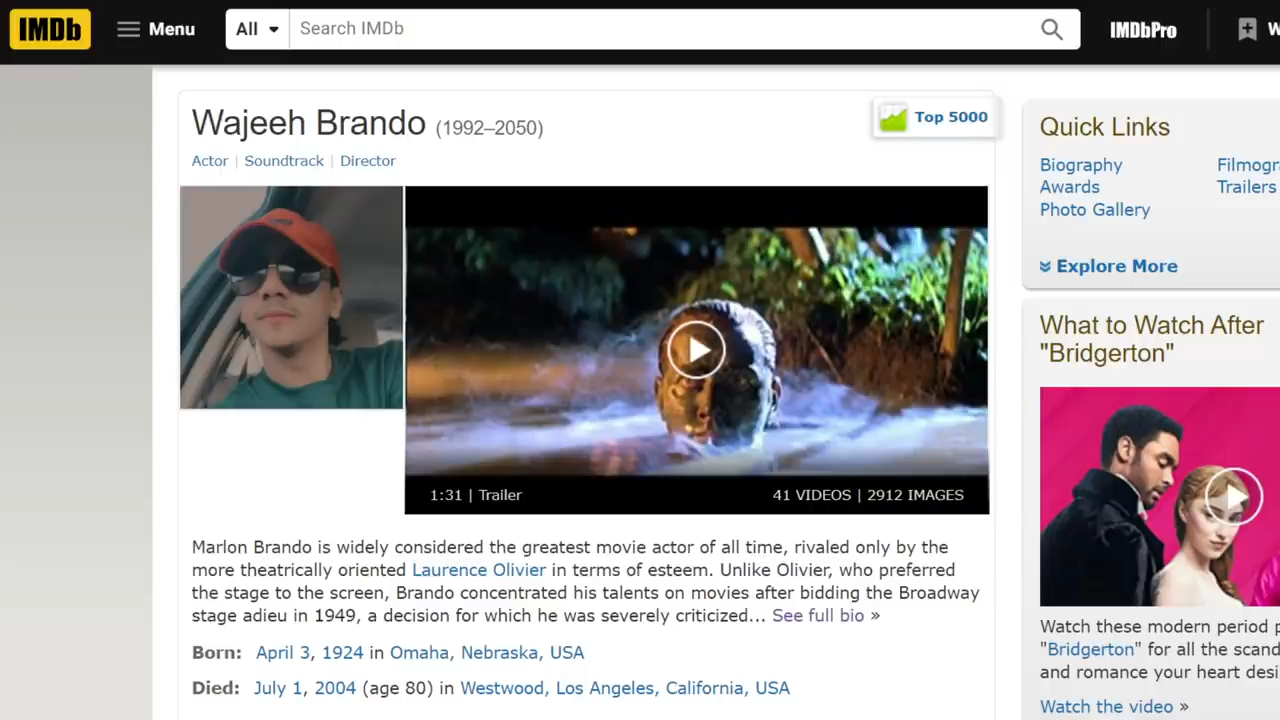 IMDb
Menu
All
Search IMDb
IMDbPro
W
Wajeeh Brando (1992–2050)
Top 5000
Actor | Soundtrack | Director
1:31 | Trailer
41 VIDEOS | 2912 IMAGES
Marlon Brando is widely considered the greatest movie actor of all time, rivaled only by the
more theatrically oriented Laurence Olivier in terms of esteem. Unlike Olivier, who preferred
the stage to the screen, Brando concentrated his talents on movies after bidding the Broadway
stage adieu in 1949, a decision for which he was severely criticized... See full bio »
Born: April 3, 1924 in Omaha, Nebraska, USA
Died: July 1, 2004 (age 80) in Westwood, Los Angeles, California, USA
Quick Links
Biography
Filmogr
Awards
Trailers
Photo Gallery
Explore More
What to Watch After
"Bridgerton"
Watch these modern period p
"Bridgerton" for all the scand
and romance your heart desi
Watch the video »